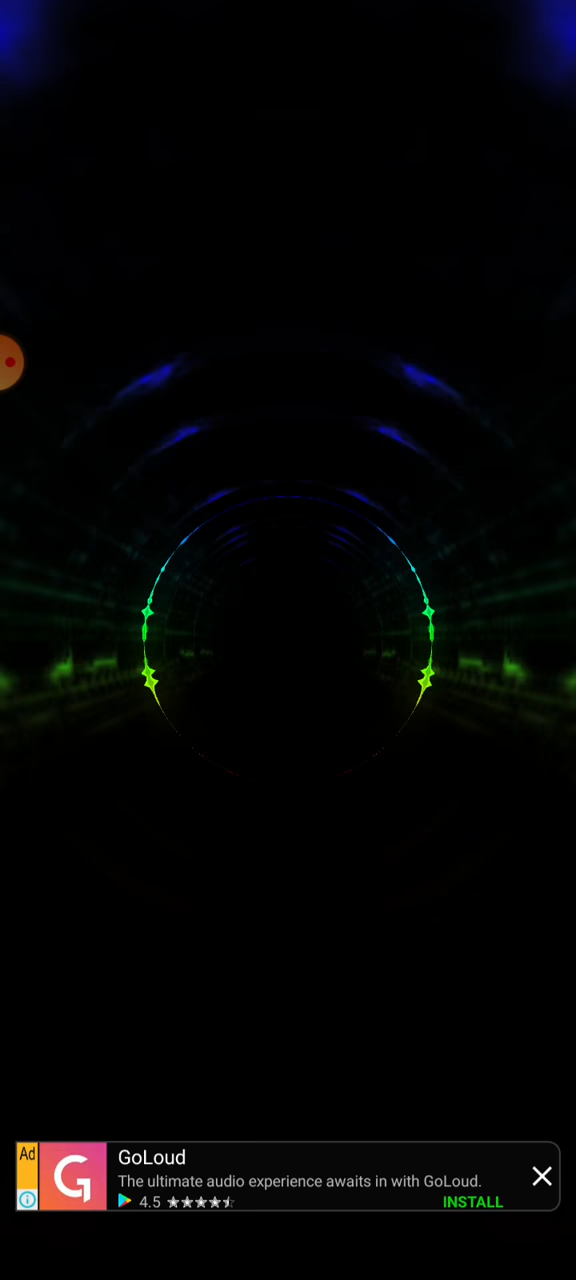 Ad
GoLoud
The ultimate audio experience awaits in with GoLoud.
4.5
INSTALL